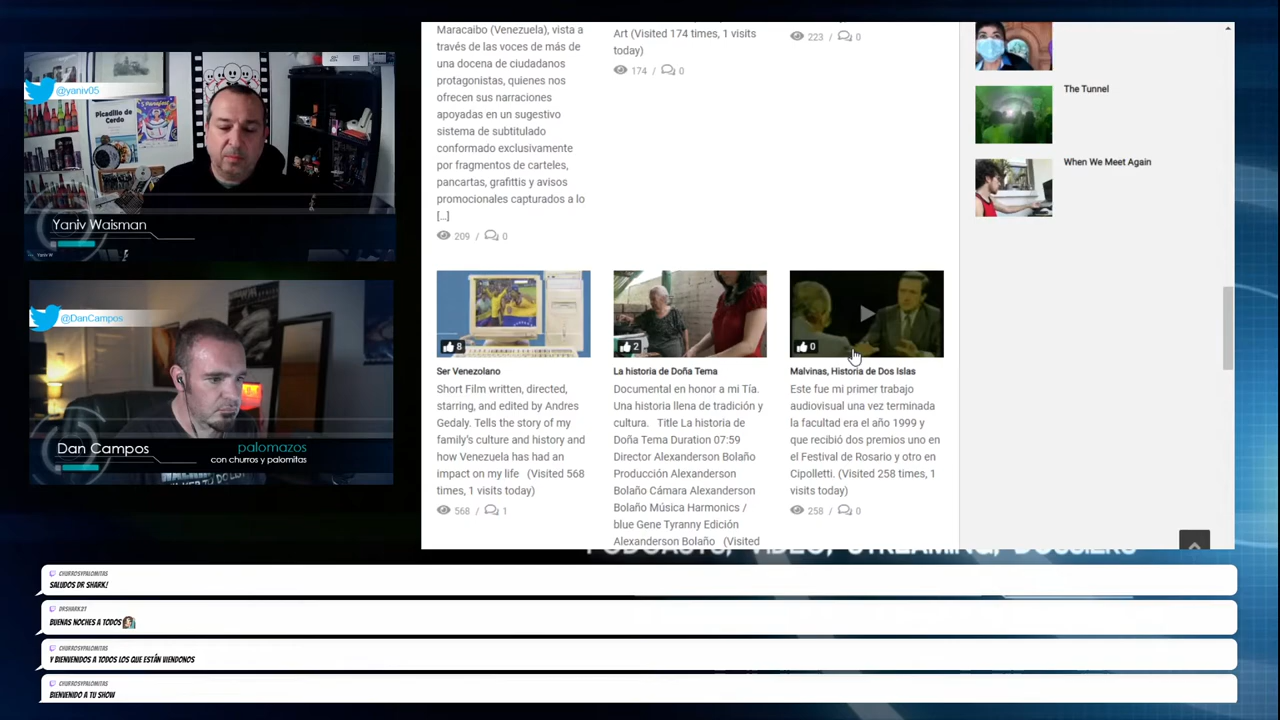 @yaniv05
Picadillo de
Cerdo
Yaniv Waisman
Yaniv W
@DanCampos
Dan Campos
palomazos
con churros y palomitas
Maracaibo (Venezuela), vista a
través de las voces de más de
una docena de ciudadanos
protagonistas, quienes nos
ofrecen sus narraciones
apoyadas en un sugestivo
sistema de subtitulado
conformado exclusivamente
por fragmentos de carteles,
pancartas, grafittis y avisos
promocionales capturados a lo
[...]
209 / 0
Art (Visited 174 times, 1 visits
today)
174 / 0
223 / 0
The Tunnel
When We Meet Again
8
Ser Venezolano
Short Film written, directed,
starring, and edited by Andres
Gedaly. Tells the story of my
family's culture and history and
how Venezuela has had an
impact on my life (Visited 568
times, 1 visits today)
568 / 1
2
La historia de Doña Tema
Documental en honor a mi Tía.
Una historia llena de tradición y
cultura. Title La historia de
Doña Tema Duration 07:59
Director Alexanderson Bolaño
Producción Alexanderson
Bolaño Cámara Alexanderson
Bolaño Música Harmonics /
blue Gene Tyranny Edición
Alexanderson Bolaño (Visited
0
Malvinas, Historia de Dos Islas
Este fue mi primer trabajo
audiovisual una vez terminada
la facultad era el año 1999 y
que recibió dos premios uno en
el Festival de Rosario y otro en
Cipolletti. (Visited 258 times, 1
visits today)
258 / 0
PODCASTS, VIDEO, STREAMING, DOSSIERS
CHURROSYPALOMITAS
SALUDOS DR SHARK!
DRSHARK27
BUENAS NOCHES A TODOS
CHURROSYPALOMITAS
Y BIENVENIDOS A TODOS LOS QUE ESTÁN VIENDONOS
CHURROSYPALOMITAS
BIENVENIDO A TU SHOW